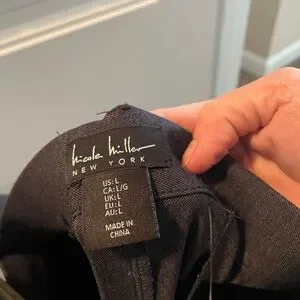 Nicole Miller
NEW YORK
US:L
CA:L/G
UK:L
EU:L
AU:L
MADE IN
CHINA